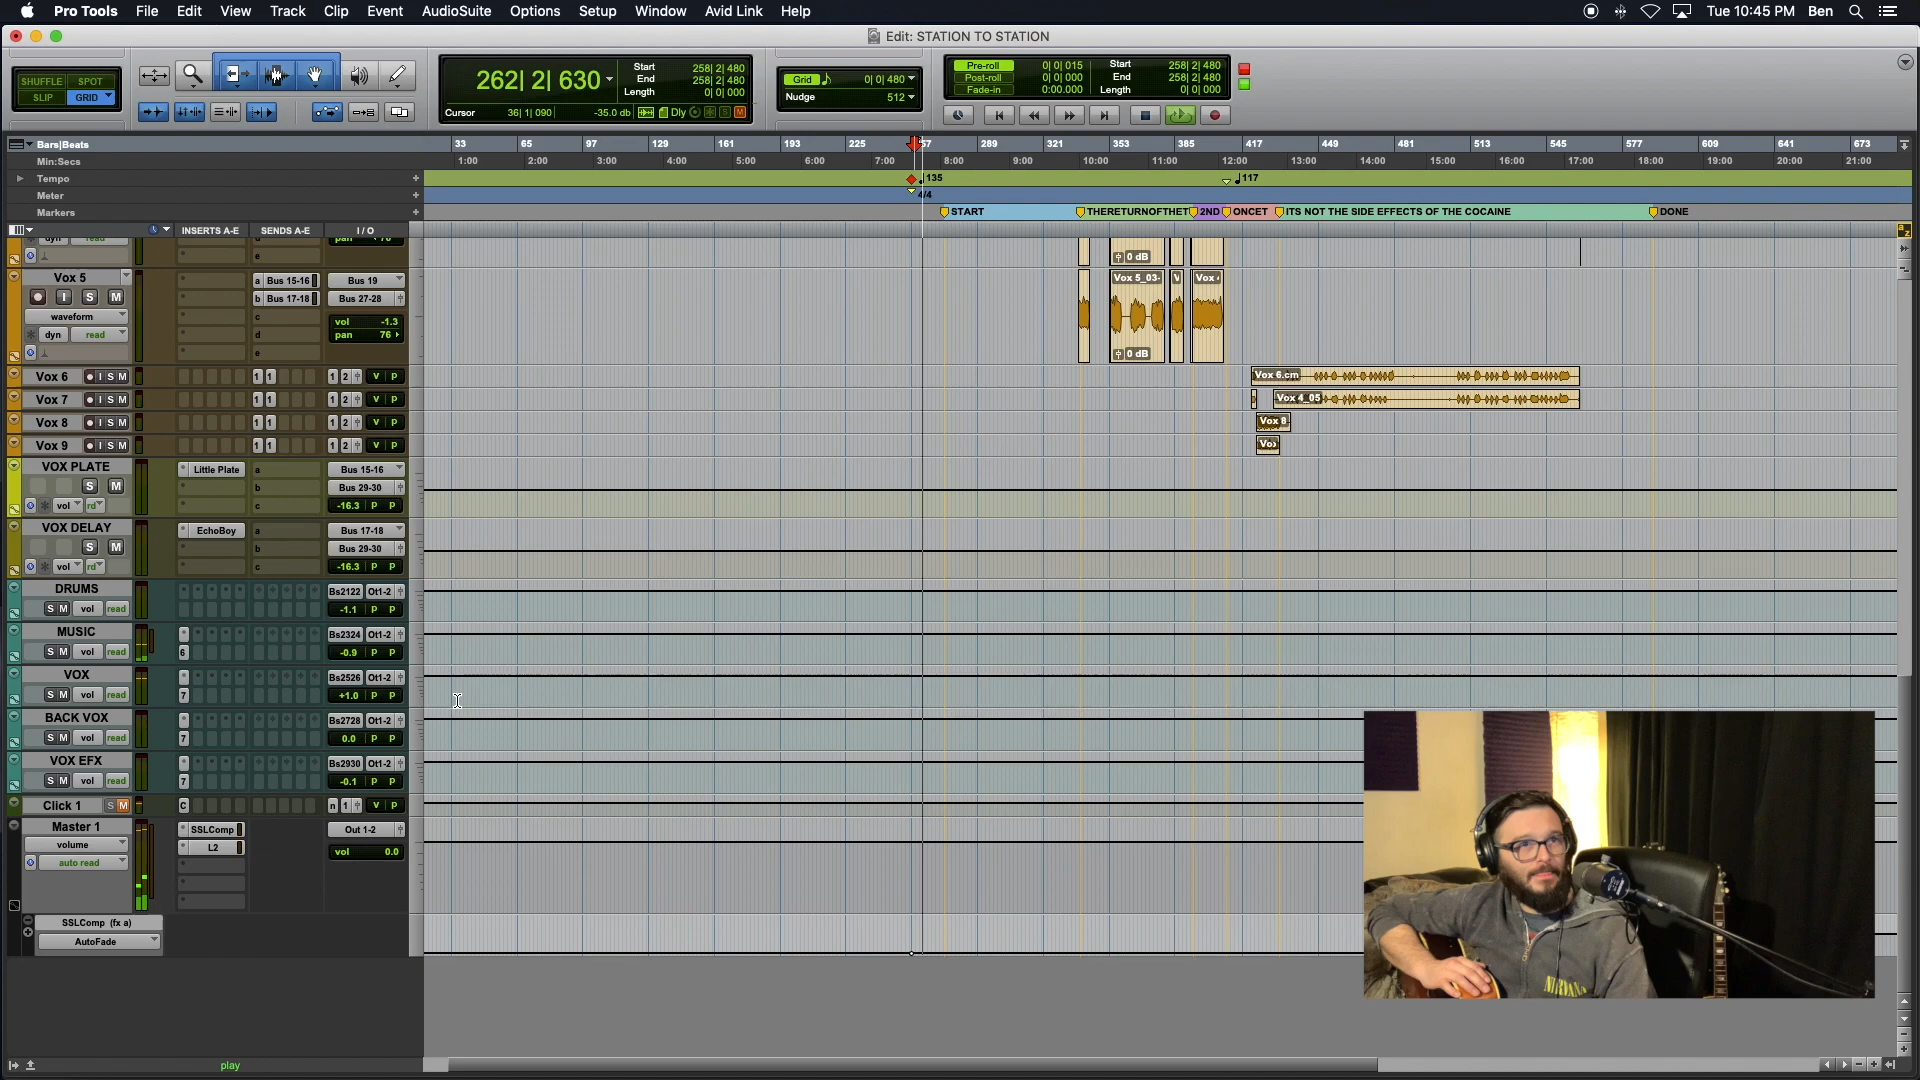 Pro Tools File Edit View Track Clip Event AudioSuite Options Setup Window Avid Link Help Tue 10:45 PM Ben
Edit: STATION TO STATION
SHUFFLE SPOT
SLIP GRID
262| 2| 630
Start 258| 2| 480
End 258| 2| 480
Length 0| 0| 000
Cursor 36| 1| 090 -35.0 db Dly
Grid 0| 0| 480
Nudge 512
Pre-roll 0| 0| 015 Start 258| 2| 480
Post-roll 0| 0| 000 End 258| 2| 480
Fade-in 0:00.000 Length 0| 0| 000
Bars|Beats 33 65 97 129 161 193 225 57 289 321 353 385 417 449 481 513 545 577 609 641 673
Min:Secs 1:00 2:00 3:00 4:00 5:00 6:00 7:00 8:00 9:00 10:00 11:00 12:00 13:00 14:00 15:00 16:00 17:00 18:00 19:00 20:00 21:00
Tempo 135 117
Meter 4/4
Markers START THERETURNOFTHET 2ND ONCET ITS NOT THE SIDE EFFECTS OF THE COCAINE DONE
INSERTS A-E SENDS A-E I / O
e 0 dB
Vox 5 a Bus 15-16 Bus 19 Vox 5_03- V Vox
I S M b Bus 17-18 Bus 27-28
waveform c vol -1.3
dyn read d pan 76
e 0 dB
Vox 6 I S M 1 1 1 2 V P Vox 6.cm
Vox 7 I S M 1 1 1 2 V P Vox 4_05
Vox 8 I S M 1 1 1 2 V P Vox 8
Vox 9 I S M 1 1 1 2 V P Vox
VOX PLATE Little Plate a Bus 15-16
S M b Bus 29-30
vol rd c -16.3 P P
VOX DELAY EchoBoy a Bus 17-18
S M b Bus 29-30
vol rd c -16.3 P P
DRUMS Bs2122 Ot1-2
S M vol read -1.1 P P
MUSIC Bs2324 Ot1-2
S M vol read 6 -0.9 P P
VOX Bs2526 Ot1-2
S M vol read 7 +1.0 P P
BACK VOX Bs2728 Ot1-2
S M vol read 7 0.0 P P
VOX EFX Bs2930 Ot1-2
S M vol read 7 -0.1 P P
Click 1 S M C n 1 V P
Master 1 SSLComp Out 1-2
volume L2
auto read vol 0.0
SSLComp (fx a)
AutoFade
NIRVANA
play